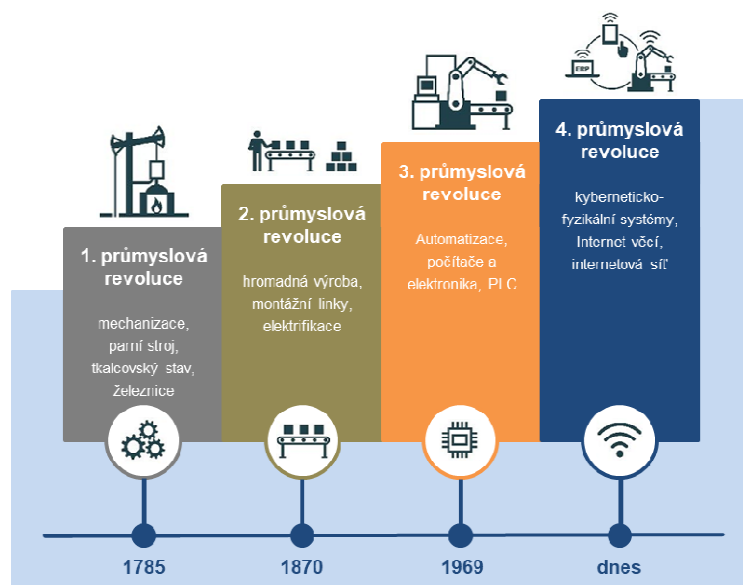 1. průmyslová
revoluce
mechanizace,
parní stroj,
tkalcovský stav,
železnice
2. průmyslová
revoluce
hromadná výroba,
montážní linky,
elektrifikace
3. průmyslová
revoluce
Automatizace,
počítače a
elektronika, PLC
ERP
4. průmyslová
revoluce
kyberneticko-
fyzikální systémy,
Internet věcí,
internetová síť
1785
1870
1969
dnes